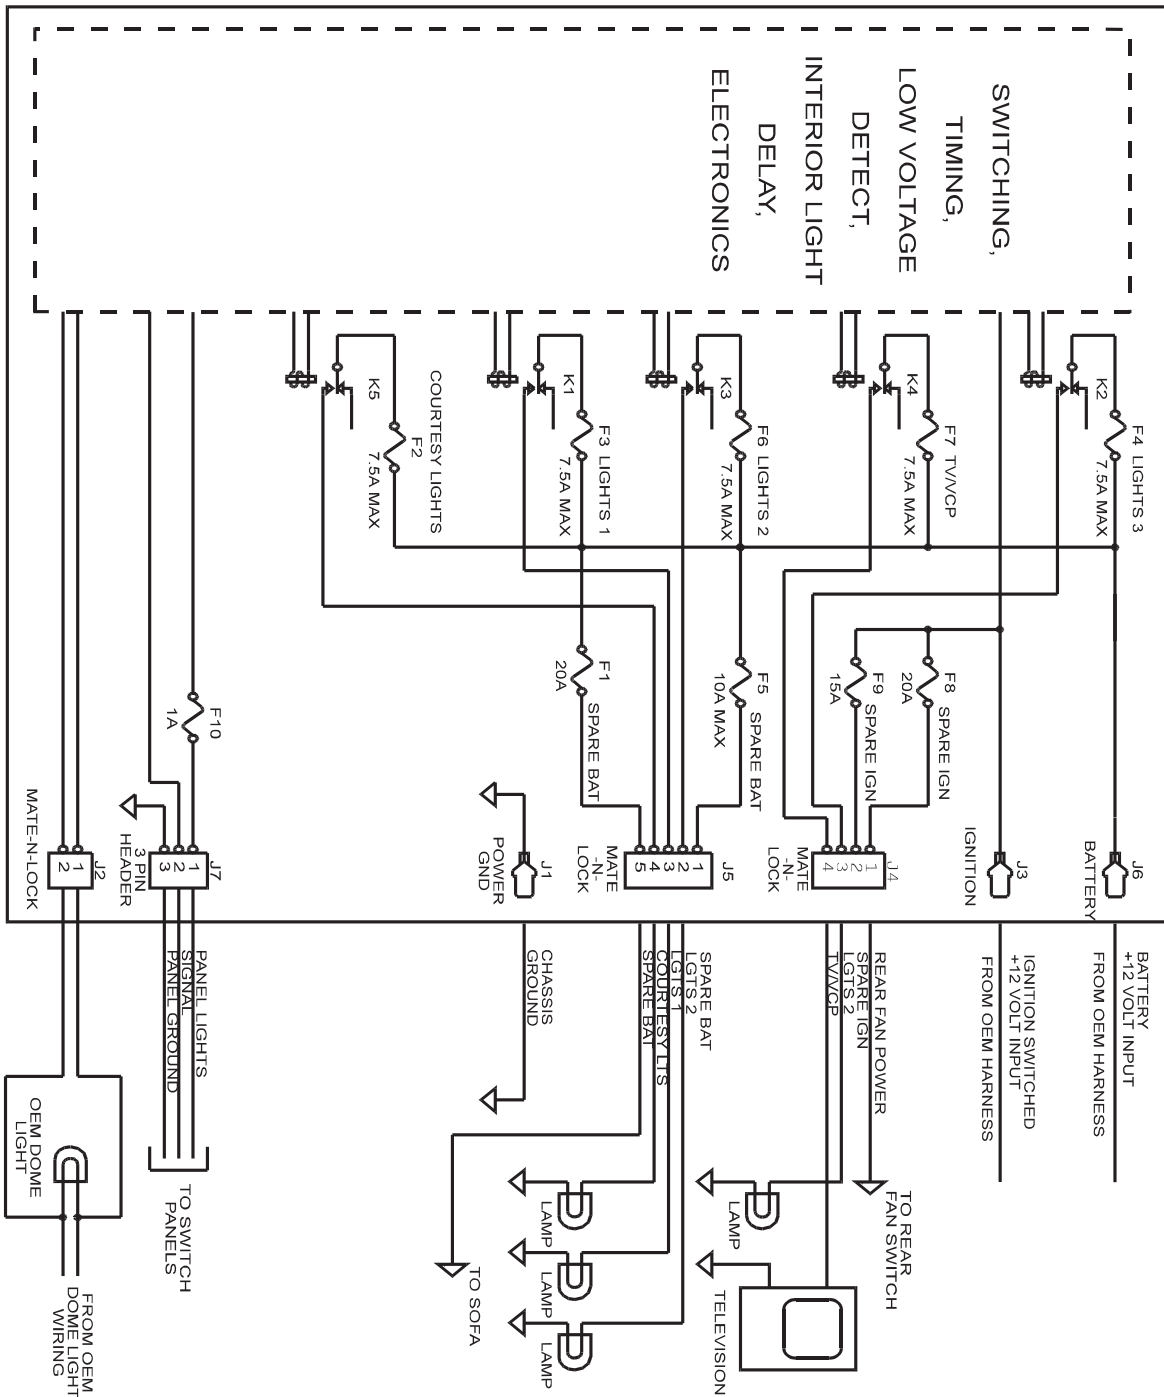 SWITCHING,
TIMING,
LOW VOLTAGE
DETECT,
INTERIOR LIGHT
DELAY,
ELECTRONICS
K2
F4 LIGHTS 3
7.5A MAX
K4
F7 TV/VCP
7.5A MAX
K3
F6 LIGHTS 2
7.5A MAX
K1
F3 LIGHTS 1
7.5A MAX
K5
COURTESY LIGHTS
F2
7.5A MAX
F8 SPARE IGN
20A
F9 SPARE IGN
15A
F5 SPARE BAT
10A MAX
F1 SPARE BAT
20A
F10
1A
J6
BATTERY
J3
IGNITION
J4
1
2
3
4
MATE
-N-
LOCK
J5
1
2
3
4
5
MATE
-N-
LOCK
J1
POWER
GND
J7
1
2
3
3 PIN
HEADER
J2
1
2
MATE-N-LOCK
BATTERY
+12 VOLT INPUT
FROM OEM HARNESS
IGNITION SWITCHED
+12 VOLT INPUT
FROM OEM HARNESS
REAR FAN POWER
SPARE IGN
LGTS 2
TV/VCP
SPARE BAT
LGTS 2
LGTS 1
COURTESY LTS
SPARE BAT
CHASSIS
GROUND
PANEL LIGHTS
SIGNAL
PANEL GROUND
TO REAR
FAN SWITCH
LAMP
TELEVISION
LAMP
LAMP
LAMP
TO SOFA
TO SWITCH
PANELS
OEM DOME
LIGHT
FROM OEM
DOME LIGHT
WIRING